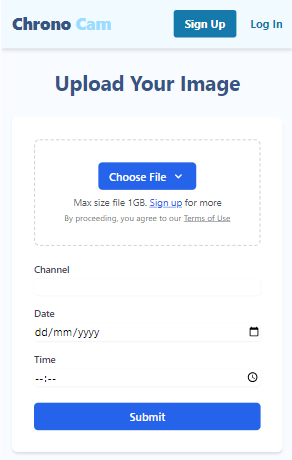 Chrono Cam
Sign Up
Log In
Upload Your Image
Choose File
Max size file 1GB. Sign up for more
By proceeding, you agree to our Terms of Use
Channel
Date
dd/mm/yyyy
Time
--:--
Submit